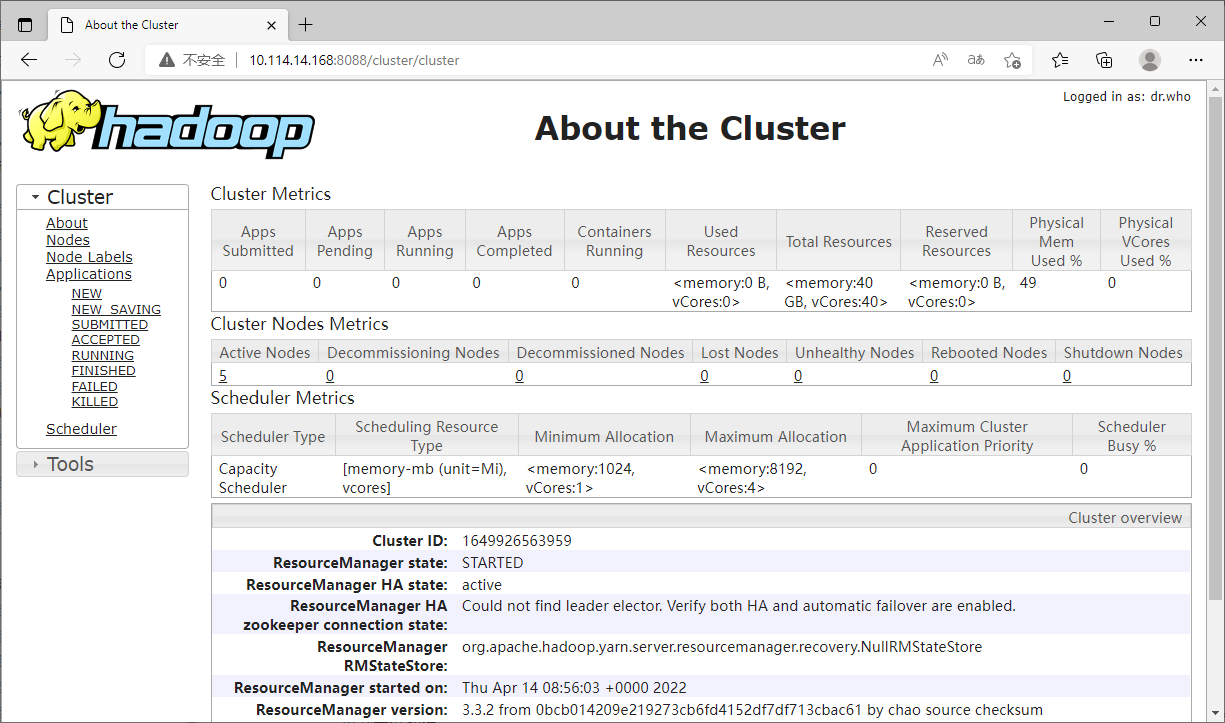 About the Cluster
不安全 10.114.14.168:8088/cluster/cluster
Logged in as: dr.who
hadoop
About the Cluster
Cluster
About
Nodes
Node Labels
Applications
NEW
NEW_SAVING
SUBMITTED
ACCEPTED
RUNNING
FINISHED
FAILED
KILLED
Scheduler
Tools
Cluster Metrics
Apps Submitted Apps Pending Apps Running Apps Completed Containers Running Used Resources Total Resources Reserved Resources Physical Mem Used % Physical VCores Used %
0 0 0 0 0 <memory:0 B, vCores:0> <memory:40 GB, vCores:40> <memory:0 B, vCores:0> 49 0
Cluster Nodes Metrics
Active Nodes Decommissioning Nodes Decommissioned Nodes Lost Nodes Unhealthy Nodes Rebooted Nodes Shutdown Nodes
5 0 0 0 0 0 0
Scheduler Metrics
Scheduler Type Scheduling Resource Type Minimum Allocation Maximum Allocation Maximum Cluster Application Priority Scheduler Busy %
Capacity Scheduler [memory-mb (unit=Mi), vcores] <memory:1024, vCores:1> <memory:8192, vCores:4> 0 0
Cluster overview
Cluster ID: 1649926563959
ResourceManager state: STARTED
ResourceManager HA state: active
ResourceManager HA zookeeper connection state: Could not find leader elector. Verify both HA and automatic failover are enabled.
ResourceManager RMStateStore: org.apache.hadoop.yarn.server.resourcemanager.recovery.NullRMStateStore
ResourceManager started on: Thu Apr 14 08:56:03 +0000 2022
ResourceManager version: 3.3.2 from 0bcb014209e219273cb6fd4152df7df713cbac61 by chao source checksum